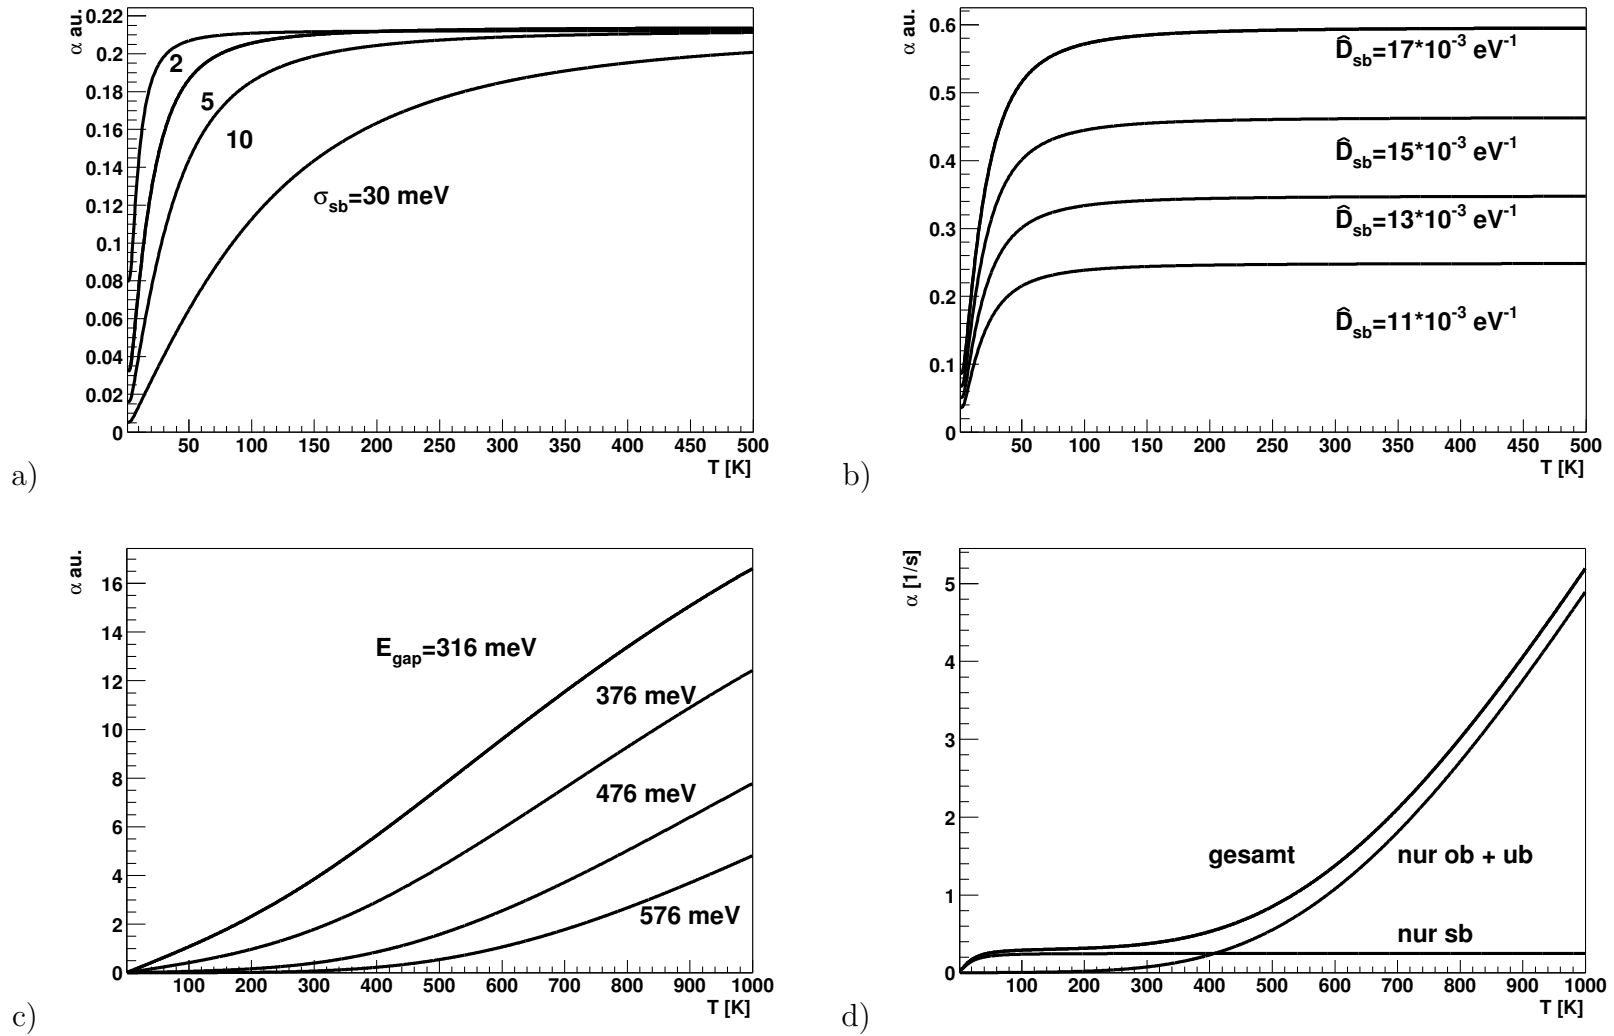 α au.
0.22
0.2
0.18
0.16
0.14
0.12
0.1
0.08
0.06
0.04
0.02
0
2
5
10
σsb=30 meV
50 100 150 200 250 300 350 400 450 500
T [K]
a)
α au.
0.6
0.5
0.4
0.3
0.2
0.1
0
D̂sb=17*10⁻³ eV⁻¹
D̂sb=15*10⁻³ eV⁻¹
D̂sb=13*10⁻³ eV⁻¹
D̂sb=11*10⁻³ eV⁻¹
50 100 150 200 250 300 350 400 450 500
T [K]
b)
α au.
16
14
12
10
8
6
4
2
0
Egap=316 meV
376 meV
476 meV
576 meV
100 200 300 400 500 600 700 800 900 1000
T [K]
c)
α [1/s]
5
4
3
2
1
0
gesamt
nur ob + ub
nur sb
100 200 300 400 500 600 700 800 900 1000
T [K]
d)